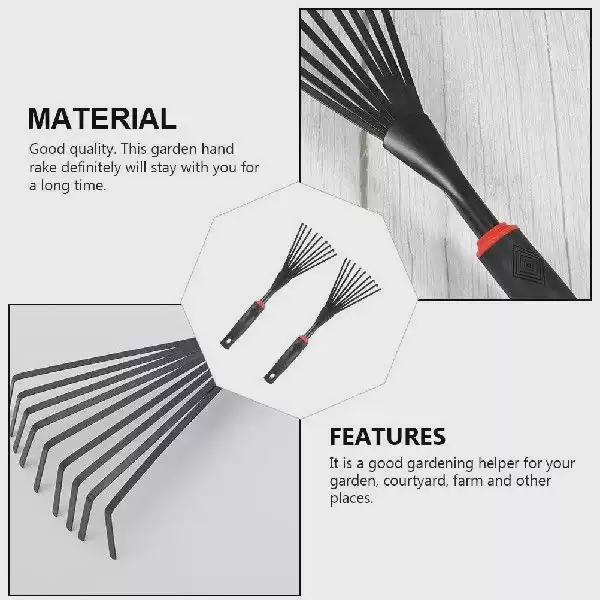 MATERIAL
Good quality. This garden hand
rake definitely will stay with you for
a long time.
FEATURES
It is a good gardening helper for your
garden, courtyard, farm and other
places.